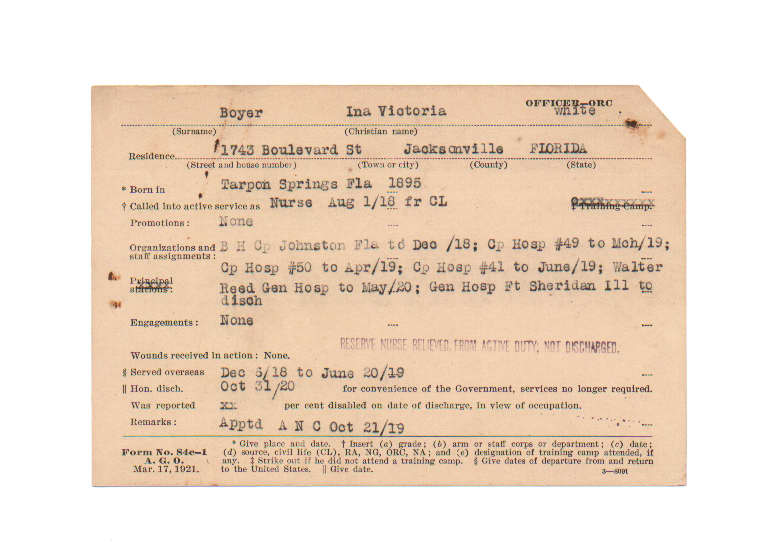 OFFICER—ORC
Boyer Ina Victoria white
(Surname) (Christian name)
Residence 1743 Boulevard St Jacksonville FLORIDA
(Street and house number) (Town or city) (County) (State)
* Born in Tarpon Springs Fla 1895
† Called into active service as Nurse Aug 1/18 fr CL ‡ Training Camp.
Promotions: None
Organizations and staff assignments: B H Cp Johnston Fla to Dec /18; Cp Hosp #49 to Mch/19;
Cp Hosp #50 to Apr/19; Cp Hosp #41 to June/19; Walter
Principal stations: Reed Gen Hosp to May/20; Gen Hosp Ft Sheridan Ill to
disch
Engagements: None
RESERVE NURSE RELIEVED FROM ACTIVE DUTY; NOT DISCHARGED.
Wounds received in action: None.
§ Served overseas Dec 5/18 to June 20/19
|| Hon. disch. Oct 31/20 for convenience of the Government, services no longer required.
Was reported xx per cent disabled on date of discharge, in view of occupation.
Remarks: Apptd A N C Oct 21/19
Form No. 84c—1
A. G. O.
Mar. 17, 1921.
* Give place and date. † Insert (a) grade; (b) arm or staff corps or department; (c) date;
(d) source, civil life (CL), RA, NG, ORC, NA; and (e) designation of training camp attended, if
any. ‡ Strike out if he did not attend a training camp. § Give dates of departure from and return
to the United States. || Give date.
3—8091